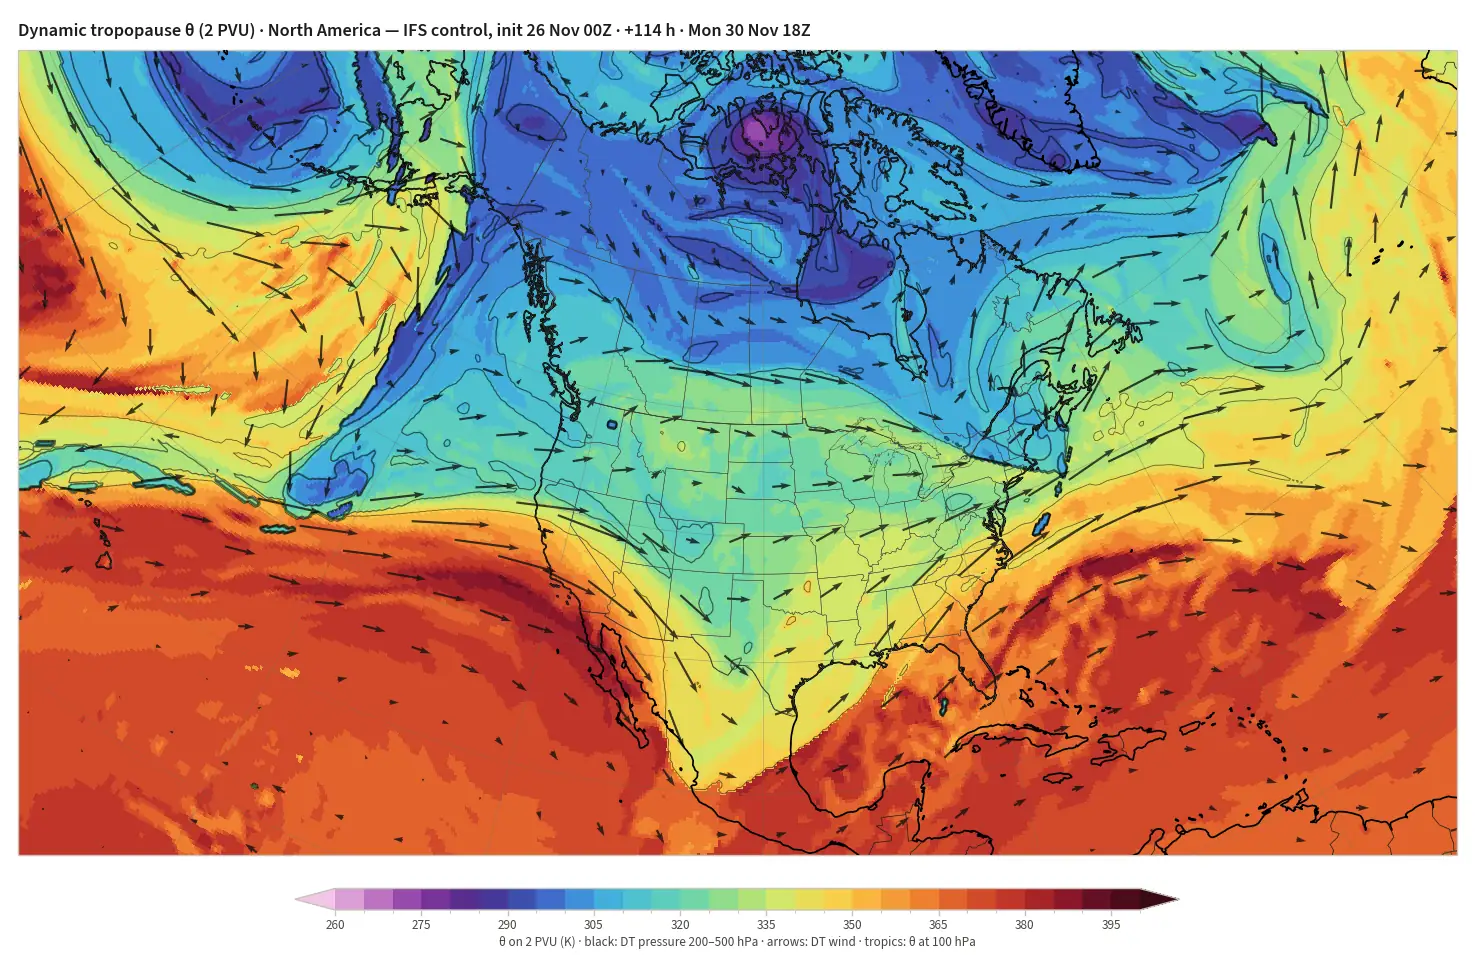 Dynamic tropopause θ (2 PVU) · North America — IFS control, init 26 Nov 00Z · +114 h · Mon 30 Nov 18Z
260 275 290 305 320 335 350 365 380 395
θ on 2 PVU (K) · black: DT pressure 200–500 hPa · arrows: DT wind · tropics: θ at 100 hPa